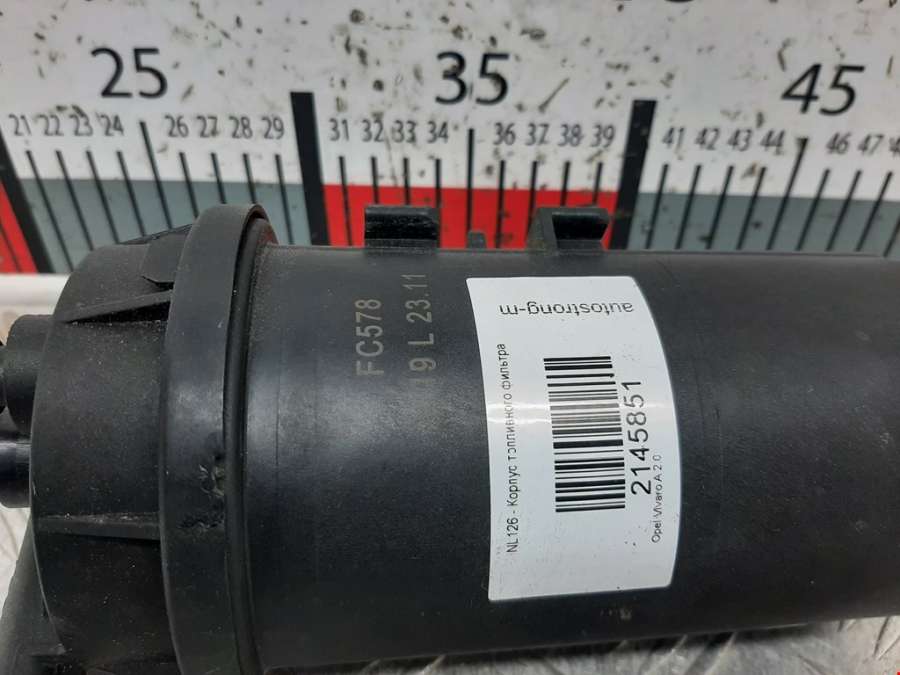 25 35 45
21 22 23 24 26 27 28 29 31 32 33 34 36 37 38 39 41 42 43 44 46 47
FC578
19 L 23.11
autostrong-m
NL126 - Корпус топливного фильтра
2145851
Opel Vivaro A 2.0